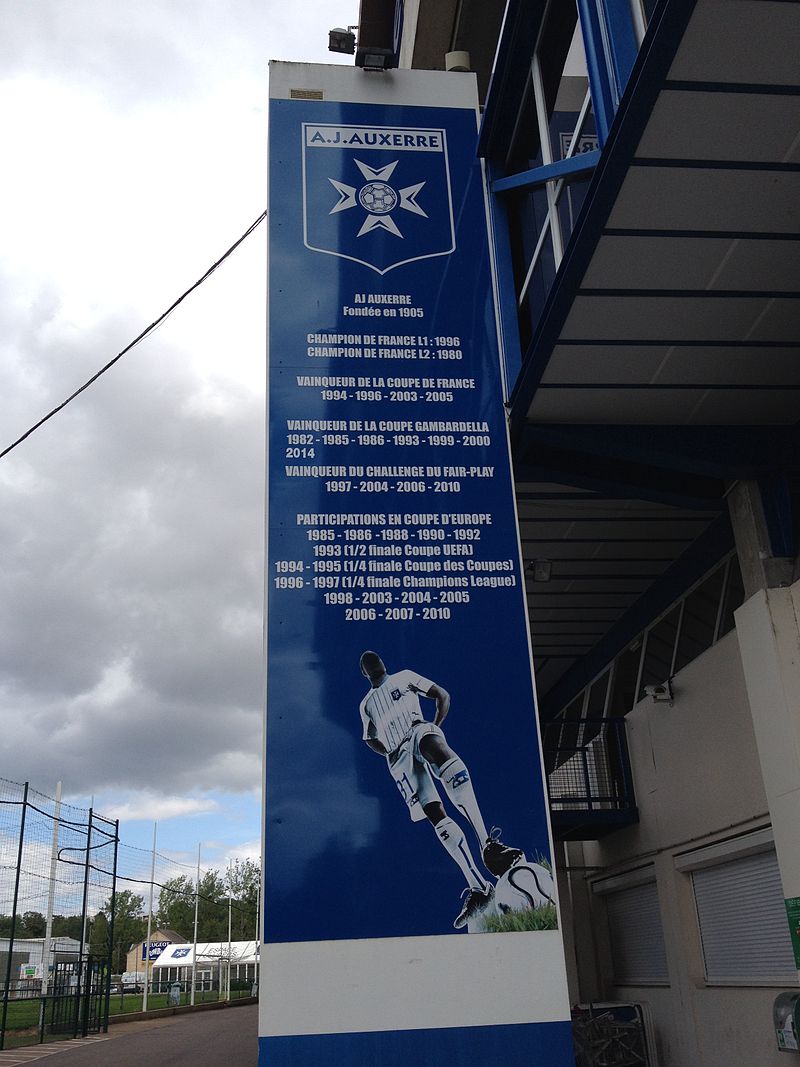 A.J.AUXERRE
AJ AUXERRE
Fondée en 1905
CHAMPION DE FRANCE L1 : 1996
CHAMPION DE FRANCE L2 : 1980
VAINQUEUR DE LA COUPE DE FRANCE
1994 - 1996 - 2003 - 2005
VAINQUEUR DE LA COUPE GAMBARDELLA
1982 - 1985 - 1986 - 1993 - 1999 - 2000
2014
VAINQUEUR DU CHALLENGE DU FAIR-PLAY
1997 - 2004 - 2006 - 2010
PARTICIPATIONS EN COUPE D'EUROPE
1985 - 1986 - 1988 - 1990 - 1992
1993 (1/2 finale Coupe UEFA)
1994 - 1995 (1/4 finale Coupe des Coupes)
1996 - 1997 (1/4 finale Champions League)
1998 - 2003 - 2004 - 2005
2006 - 2007 - 2010
PEUGEOT
ESPACE